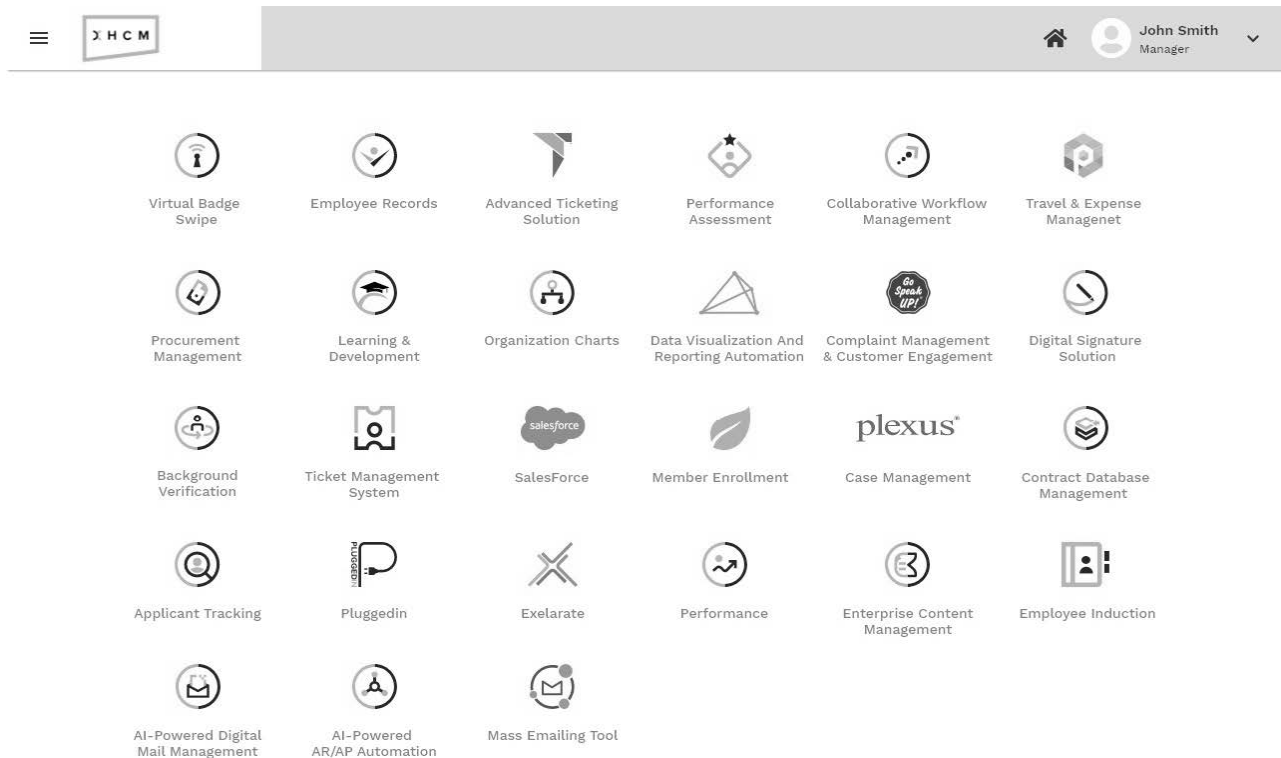 XHCM
John Smith
Manager
Virtual Badge
Swipe
Employee Records
Advanced Ticketing
Solution
Performance
Assessment
Collaborative Workflow
Management
Travel & Expense
Managenet
Procurement
Management
Learning &
Development
Organization Charts
Data Visualization And
Reporting Automation
Go
Speak
UP!
Complaint Management
& Customer Engagement
Digital Signature
Solution
Background
Verification
Ticket Management
System
salesforce
SalesForce
Member Enrollment
plexus
Case Management
Contract Database
Management
Applicant Tracking
PLUGGEDIN
Pluggedin
Exelarate
Performance
Enterprise Content
Management
Employee Induction
AI-Powered Digital
Mail Management
AI-Powered
AR/AP Automation
Mass Emailing Tool